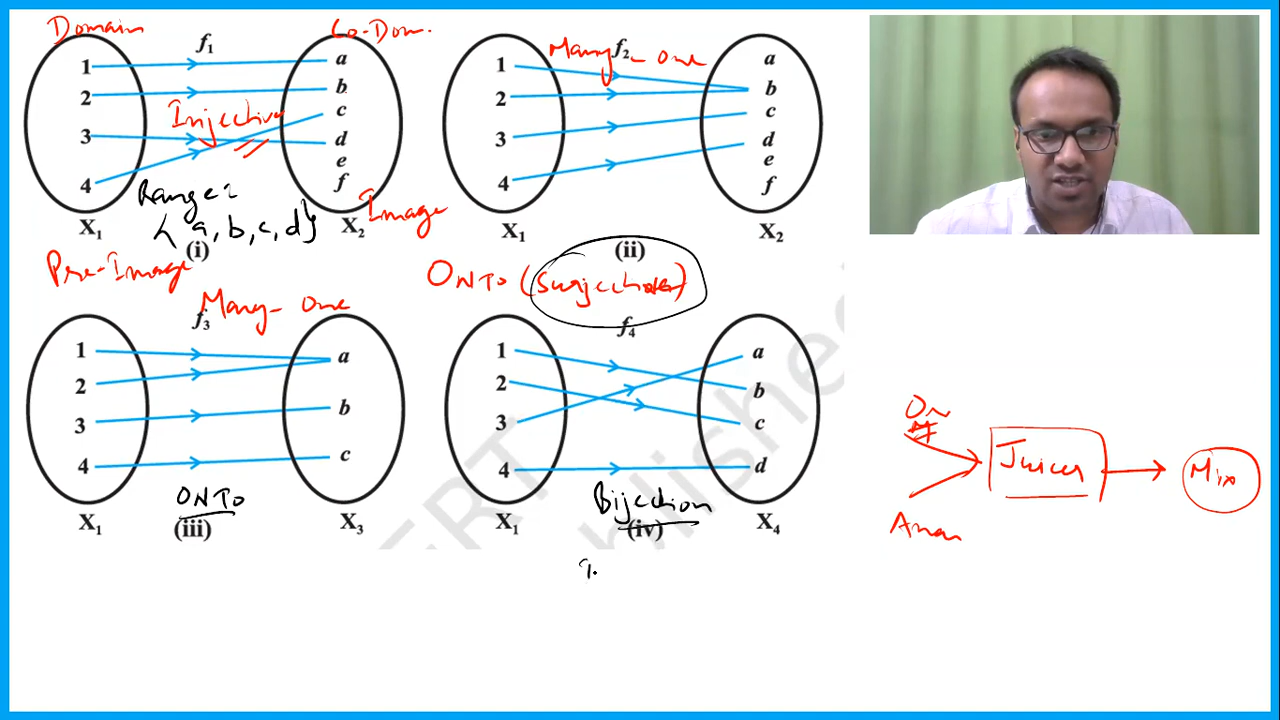 Domain
Co-Dom.
f₁
1
2
3
4
a
b
c
d
e
f
Injective
Range:
{a, b, c, d}
X₁
(i)
X₂
Image
Pre-Image
f₂
Many-one
1
2
3
4
a
b
c
d
e
f
X₁
(ii)
X₂
Many-One
f₃
1
2
3
4
a
b
c
ONTO
X₁
(iii)
X₃
ONTO (Surjective)
f₄
1
2
3
4
a
b
c
d
Bijection
X₁
(iv)
X₄
Juicer
Mix